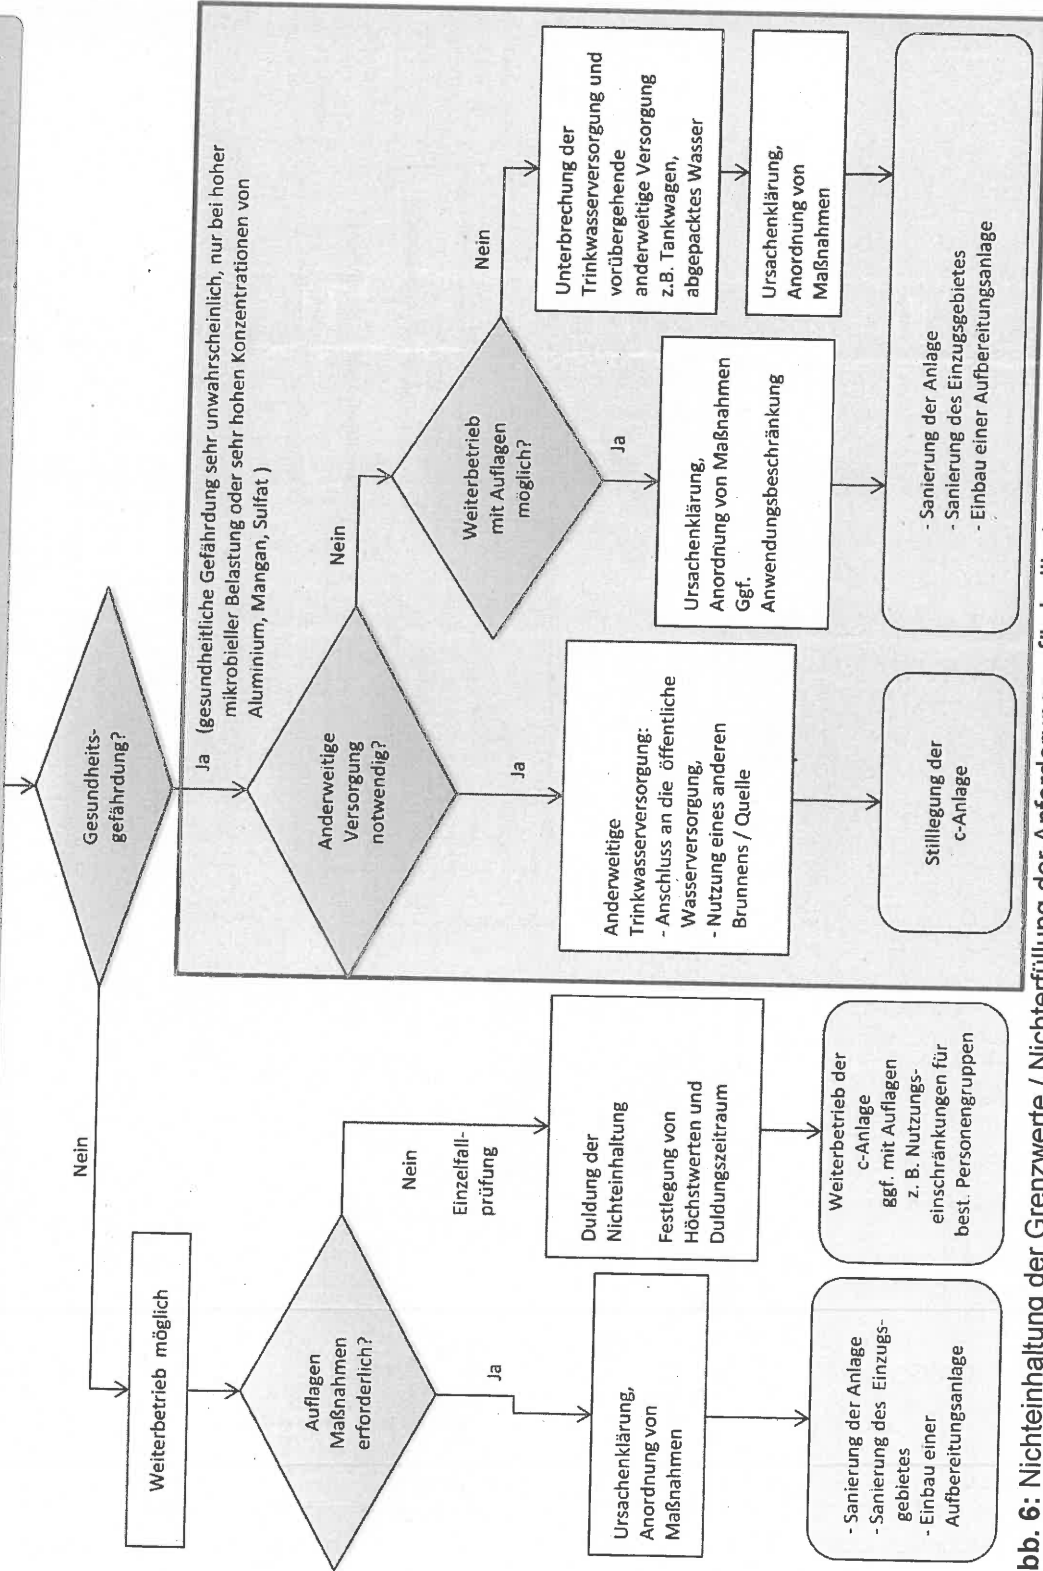 Gesundheits-
gefährdung?
Nein
Ja
(gesundheitliche Gefährdung sehr unwahrscheinlich, nur bei hoher
mikrobieller Belastung oder sehr hohen Konzentrationen von
Aluminium, Mangan, Sulfat )
Weiterbetrieb möglich
Auflagen
Maßnahmen
erforderlich?
Nein
Einzelfall-
prüfung
Ja
Ursachenklärung,
Anordnung von
Maßnahmen
- Sanierung der Anlage
- Sanierung des Einzugs-
gebietes
- Einbau einer
Aufbereitungsanlage
Duldung der
Nichteinhaltung
Festlegung von
Höchstwerten und
Duldungszeitraum
Weiterbetrieb der
c-Anlage
ggf. mit Auflagen
z. B. Nutzungs-
einschränkungen für
best. Personengruppen
Anderweitige
Versorgung
notwendig?
Nein
Ja
Anderweitige
Trinkwasserversorgung:
- Anschluss an die öffentliche
Wasserversorgung,
- Nutzung eines anderen
Brunnens / Quelle
Stilllegung der
c-Anlage
Weiterbetrieb
mit Auflagen
möglich?
Nein
Ja
Ursachenklärung,
Anordnung von Maßnahmen
Ggf.
Anwendungsbeschränkung
Unterbrechung der
Trinkwasserversorgung und
vorübergehende
anderweitige Versorgung
z.B. Tankwagen,
abgepacktes Wasser
Ursachenklärung,
Anordnung von
Maßnahmen
- Sanierung der Anlage
- Sanierung des Einzugsgebietes
- Einbau einer Aufbereitungsanlage
bb. 6: Nichteinhaltung der Grenzwerte / Nichterfüllung der Anforderungen für